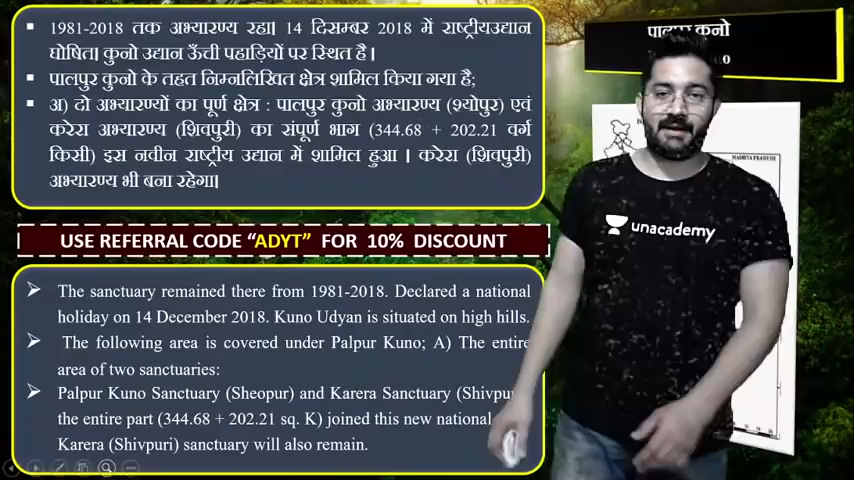 1981-2018 तक अभ्यारण्य रहा। 14 दिसम्बर 2018 में राष्ट्रीयउद्यान
घोषित। कुनो उद्यान ऊँची पहाड़ियों पर स्थित है।
पालपुर कुनो के तहत निम्नलिखित क्षेत्र शामिल किया गया है;
अ) दो अभ्यारण्यों का पूर्ण क्षेत्र : पालपुर कुनो अभ्यारण्य (श्योपुर) एवं
करेरा अभ्यारण्य (शिवपुरी) का संपूर्ण भाग (344.68 + 202.21 वर्ग
किसी) इस नवीन राष्ट्रीय उद्यान में शामिल हुआ । करेरा (शिवपुरी)
अभ्यारण्य भी बना रहेगा।
USE REFERRAL CODE “ADYT” FOR 10% DISCOUNT
The sanctuary remained there from 1981-2018. Declared a national
holiday on 14 December 2018. Kuno Udyan is situated on high hills.
The following area is covered under Palpur Kuno; A) The entire
area of two sanctuaries:
Palpur Kuno Sanctuary (Sheopur) and Karera Sanctuary
the entire part (344.68 + 202.21 sq. K) joined this new national
Karera (Shivpuri) sanctuary will also remain.
कुनो
unacademy
MADHYA PRADESH